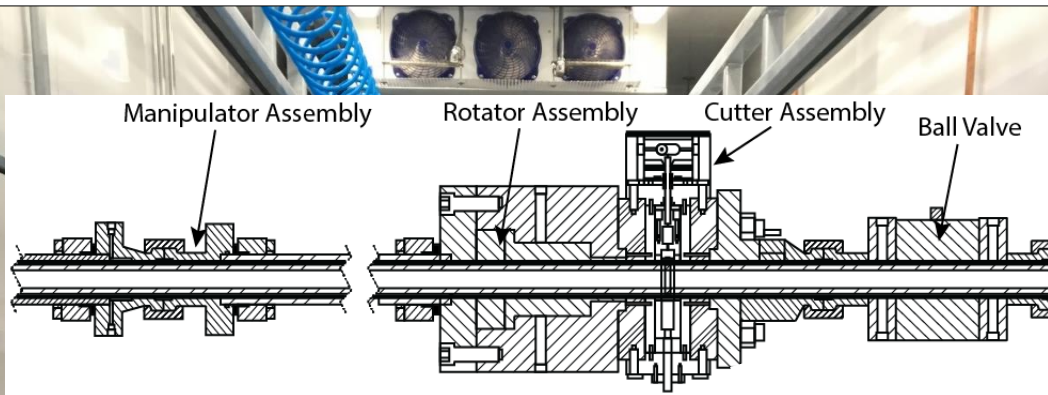 Manipulator Assembly
Rotator Assembly
Cutter Assembly
Ball Valve